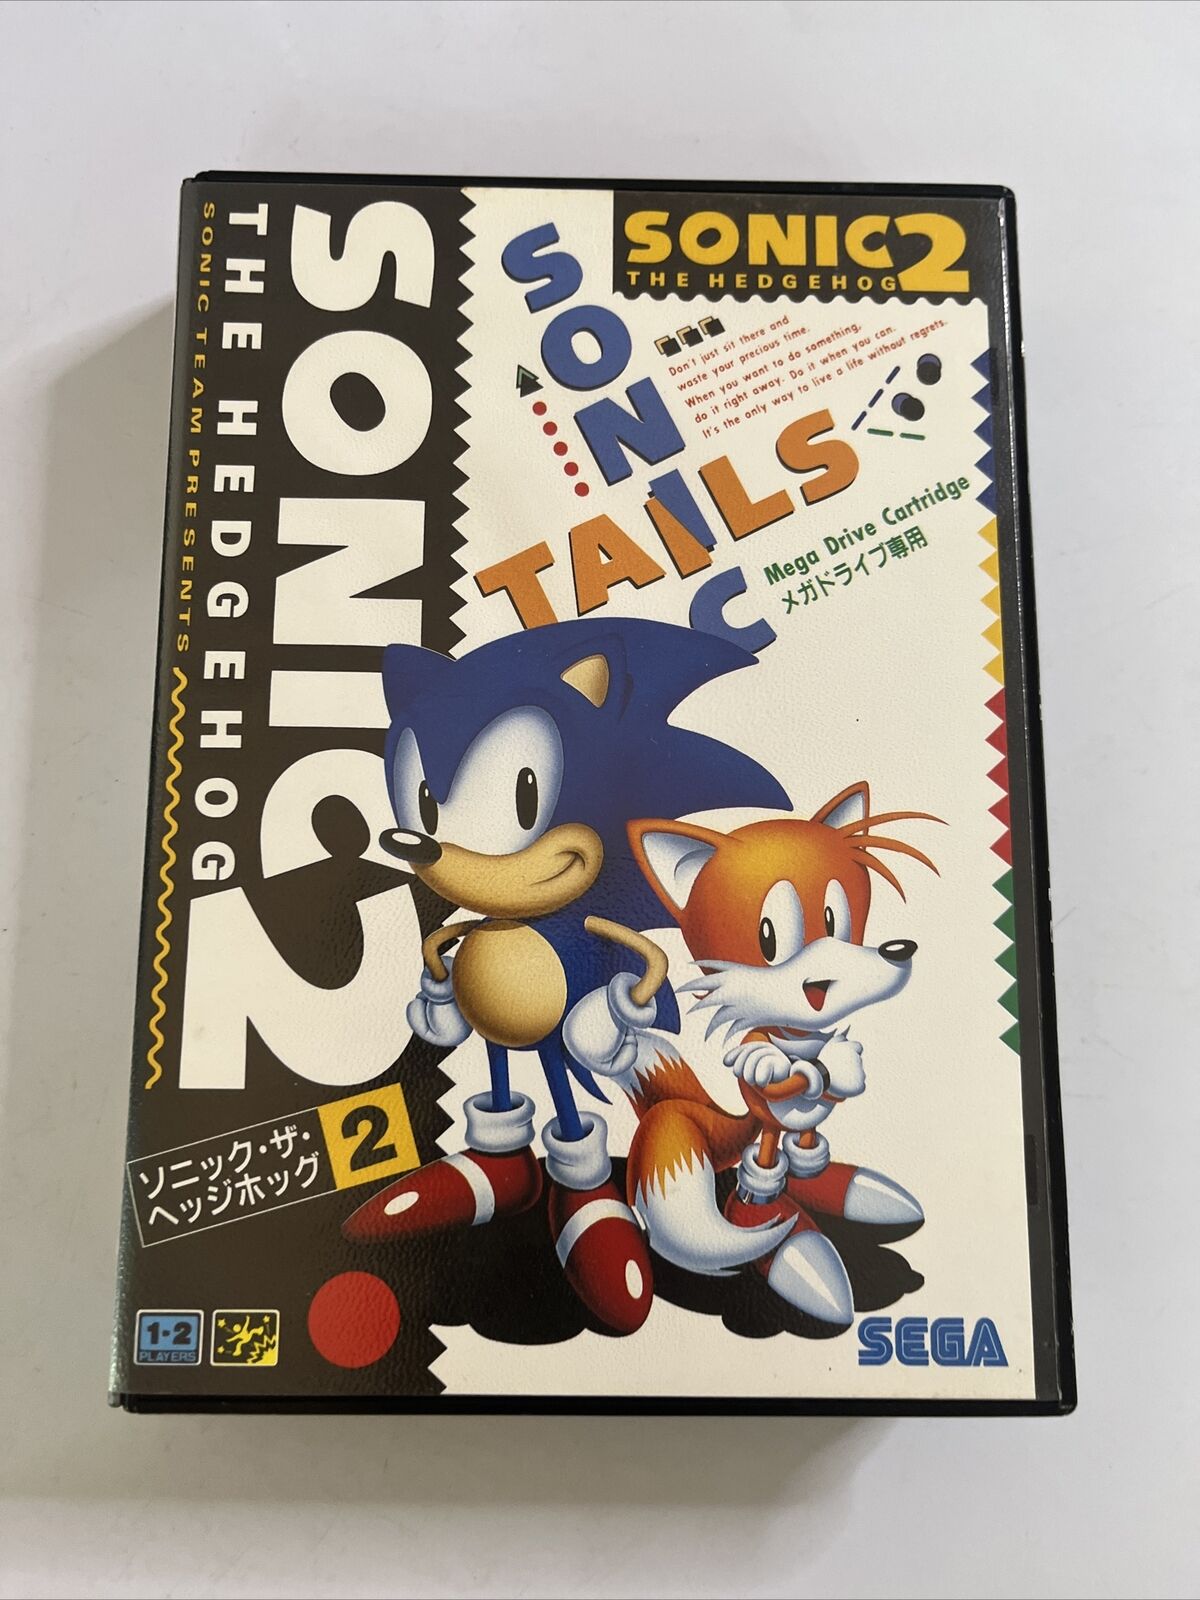 SONIC 2
THE HEDGEHOG
SONIC TEAM PRESENTS
SONIC
2
THE HEDGEHOG
SONIC
TAILS
Don't just sit there and
waste your precious time.
When you want to do something,
do it right away. Do it when you can.
It's the only way to live a life without regrets.
Mega Drive Cartridge
メガドライブ専用
ソニック・ザ・
ヘッジホッグ
2
1-2
PLAYERS
SEGA